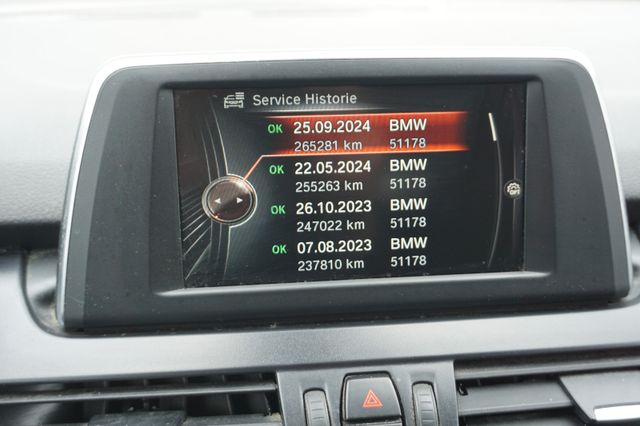 Service Historie
OK 25.09.2024 BMW
265281 km 51178
OK 22.05.2024 BMW
255263 km 51178
OK 26.10.2023 BMW
247022 km 51178
OK 07.08.2023 BMW
237810 km 51178